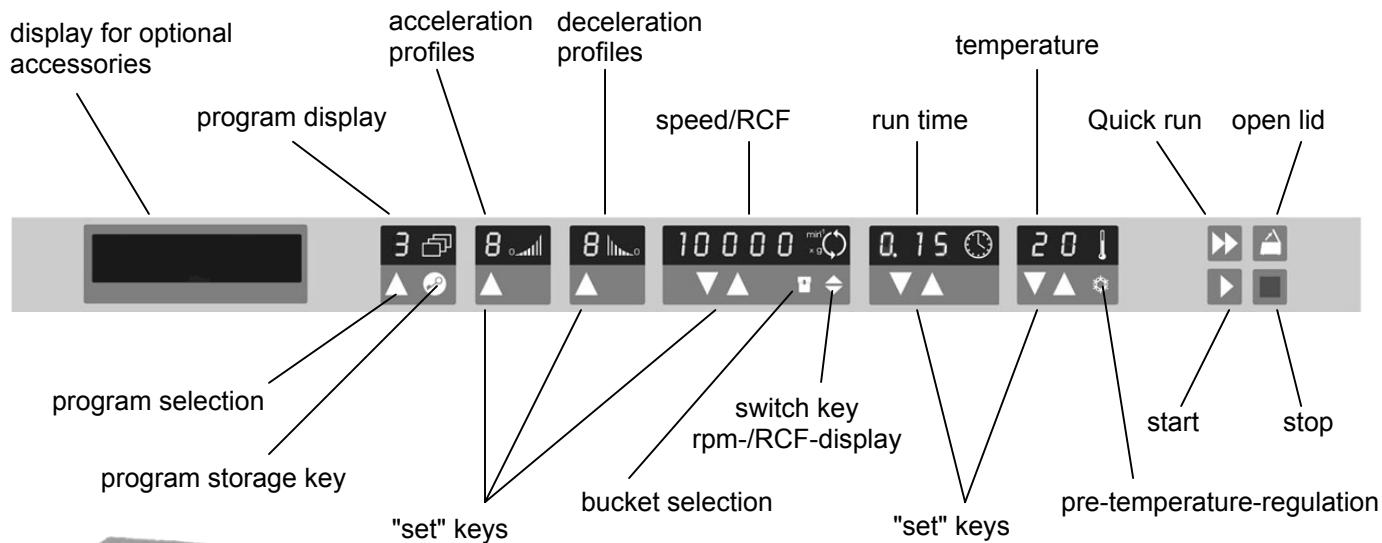 display for optional
accessories
program display
acceleration
profiles
deceleration
profiles
speed/RCF
run time
temperature
Quick run
open lid
3
8
8
10000
min⁻¹
x g
0.15
20
program selection
program storage key
"set" keys
bucket selection
switch key
rpm-/RCF-display
"set" keys
pre-temperature-regulation
start
stop